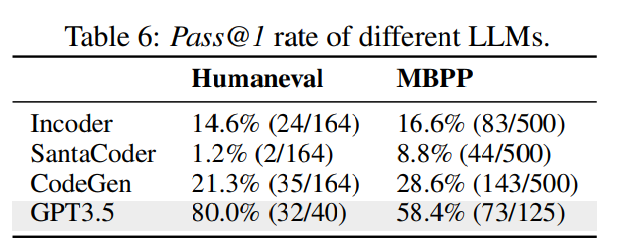 Table 6: Pass@1 rate of different LLMs.
Humaneval MBPP
Incoder 14.6% (24/164) 16.6% (83/500)
SantaCoder 1.2% (2/164) 8.8% (44/500)
CodeGen 21.3% (35/164) 28.6% (143/500)
GPT3.5 80.0% (32/40) 58.4% (73/125)